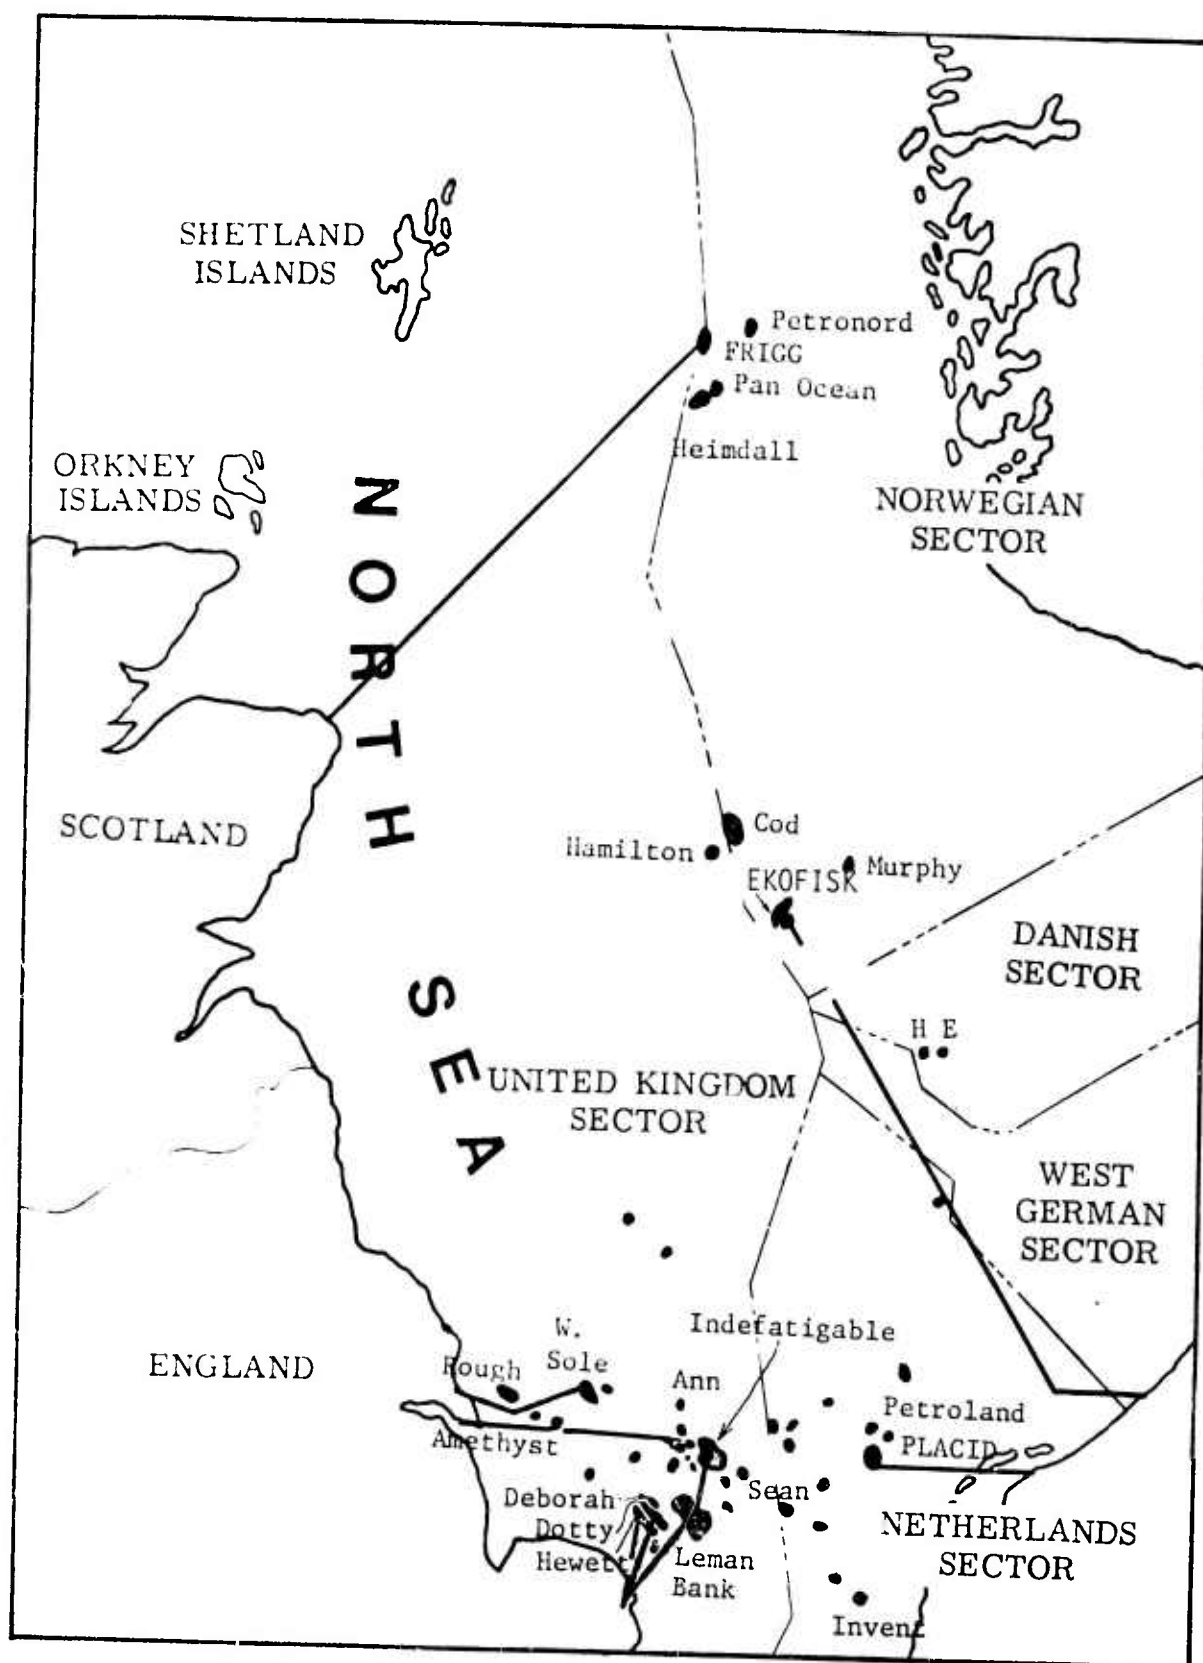 SHETLAND
ISLANDS
Petronord
FRIGG
Pan Ocean
Heimdall
ORKNEY
ISLANDS
NORTH SEA
NORWEGIAN
SECTOR
SCOTLAND
Cod
Hamilton
Murphy
EKOFISK
DANISH
SECTOR
H E
UNITED KINGDOM
SECTOR
WEST
GERMAN
SECTOR
Indefatigable
W.
Sole
Rough
ENGLAND
Ann
Petroland
Amethyst
PLACID
Sean
Deborah
Dotty
Hewett
Leman
Bank
NETHERLANDS
SECTOR
Invent